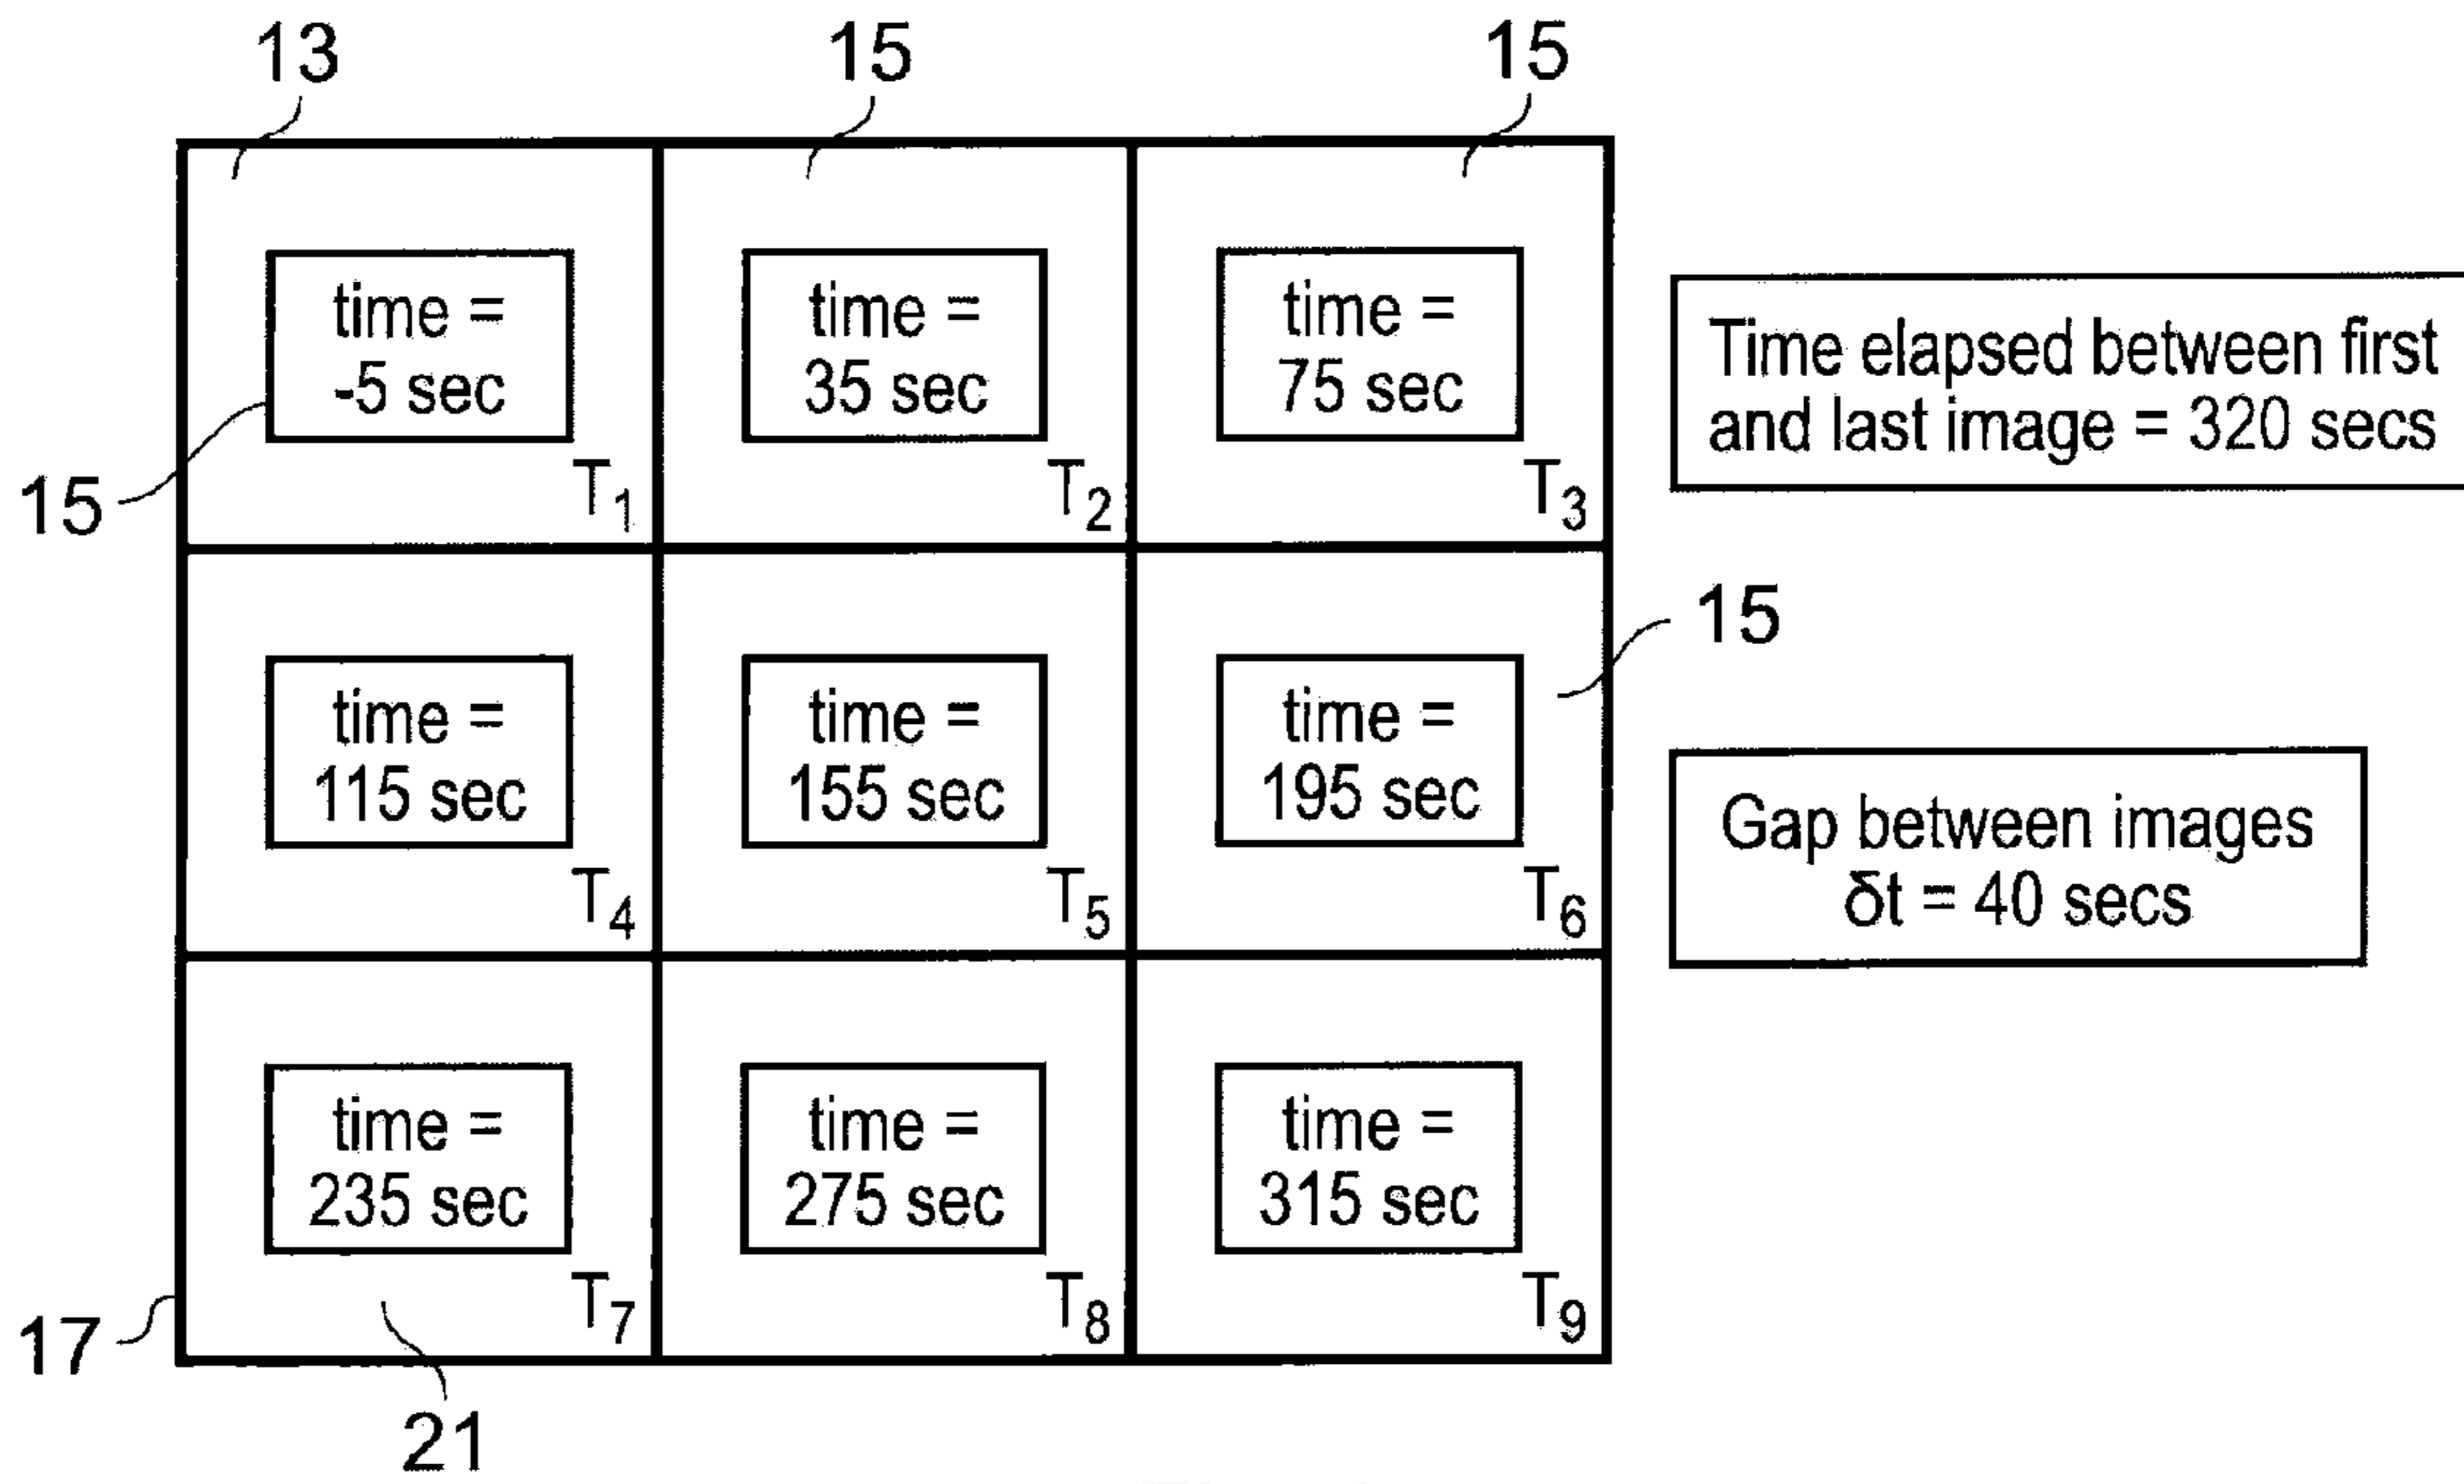 13
15
15
time =
-5 sec
T1
time =
35 sec
T2
time =
75 sec
T3
15
Time elapsed between first
and last image = 320 secs
time =
115 sec
T4
time =
155 sec
T5
time =
195 sec
T6
15
Gap between images
δt = 40 secs
time =
235 sec
T7
time =
275 sec
T8
time =
315 sec
T9
17
21